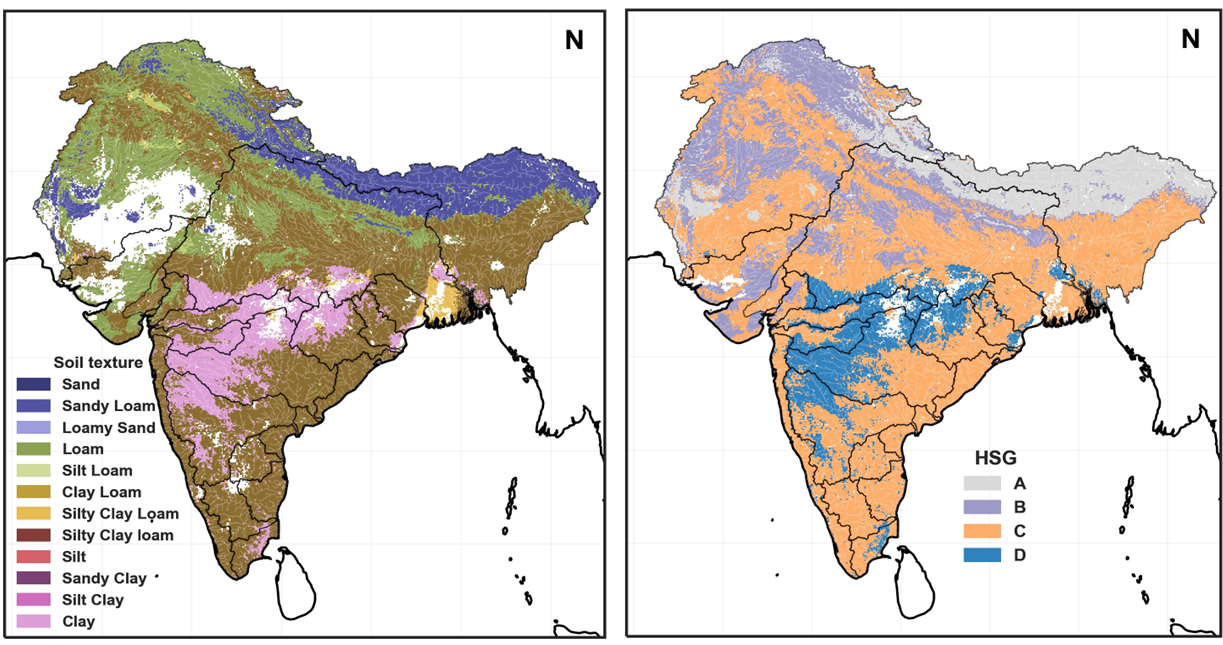 N
Soil texture
Sand
Sandy Loam
Loamy Sand
Loam
Silt Loam
Clay Loam
Silty Clay Loam
Silty Clay loam
Silt
Sandy Clay
Silt Clay
Clay
N
HSG
A
B
C
D